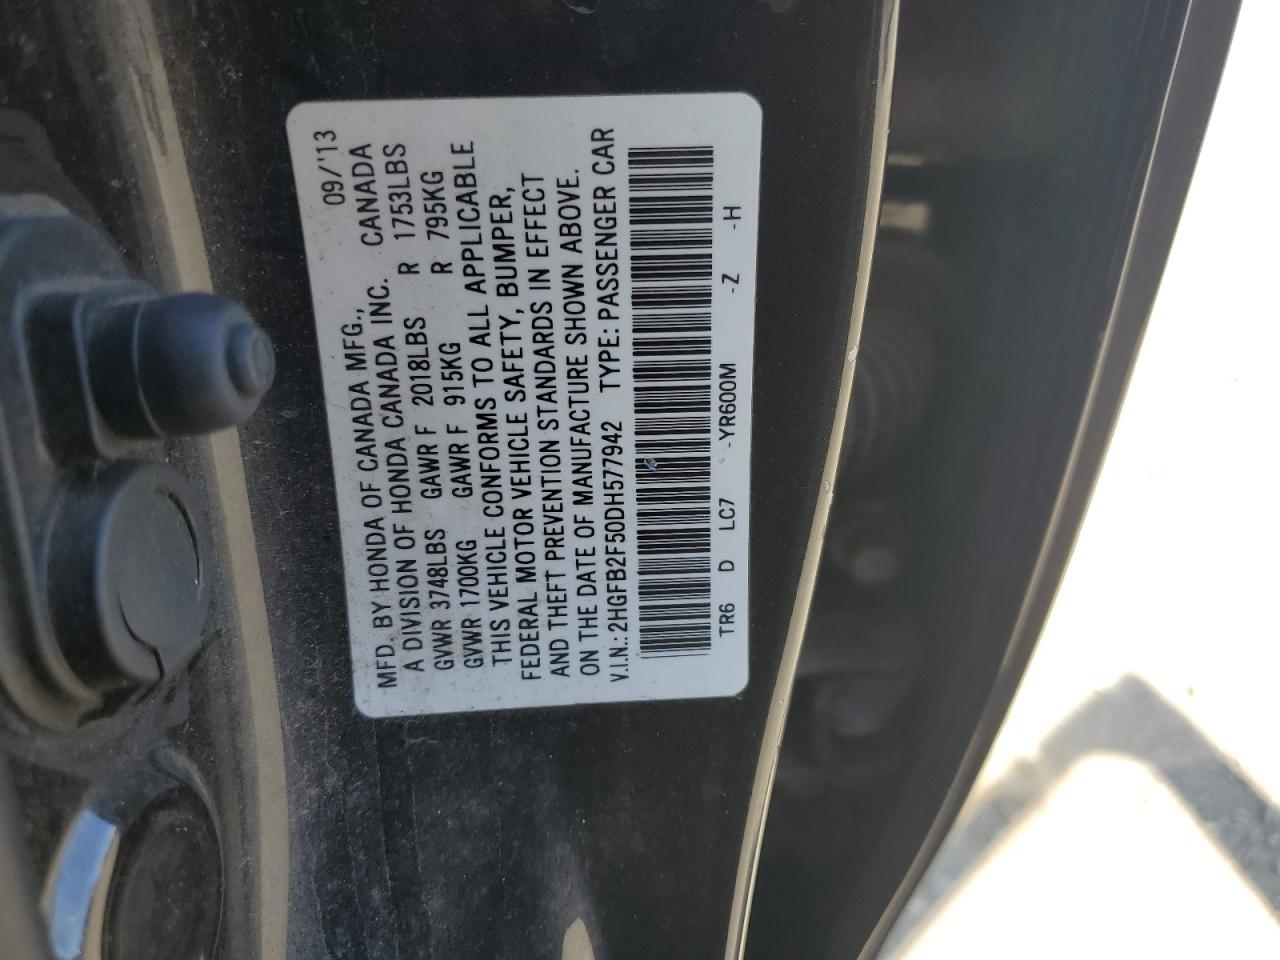 09/'13
MFD. BY HONDA OF CANADA MFG.,
A DIVISION OF HONDA CANADA INC. CANADA
GVWR 3748LBS GAWR F 2018LBS R 1753LBS
GVWR 1700KG GAWR F 915KG R 795KG
THIS VEHICLE CONFORMS TO ALL APPLICABLE
FEDERAL MOTOR VEHICLE SAFETY, BUMPER,
AND THEFT PREVENTION STANDARDS IN EFFECT
ON THE DATE OF MANUFACTURE SHOWN ABOVE.
V.I.N.: 2HGFB2F50DH577942 TYPE: PASSENGER CAR
TR6 D LC7 -YR600M -Z -H